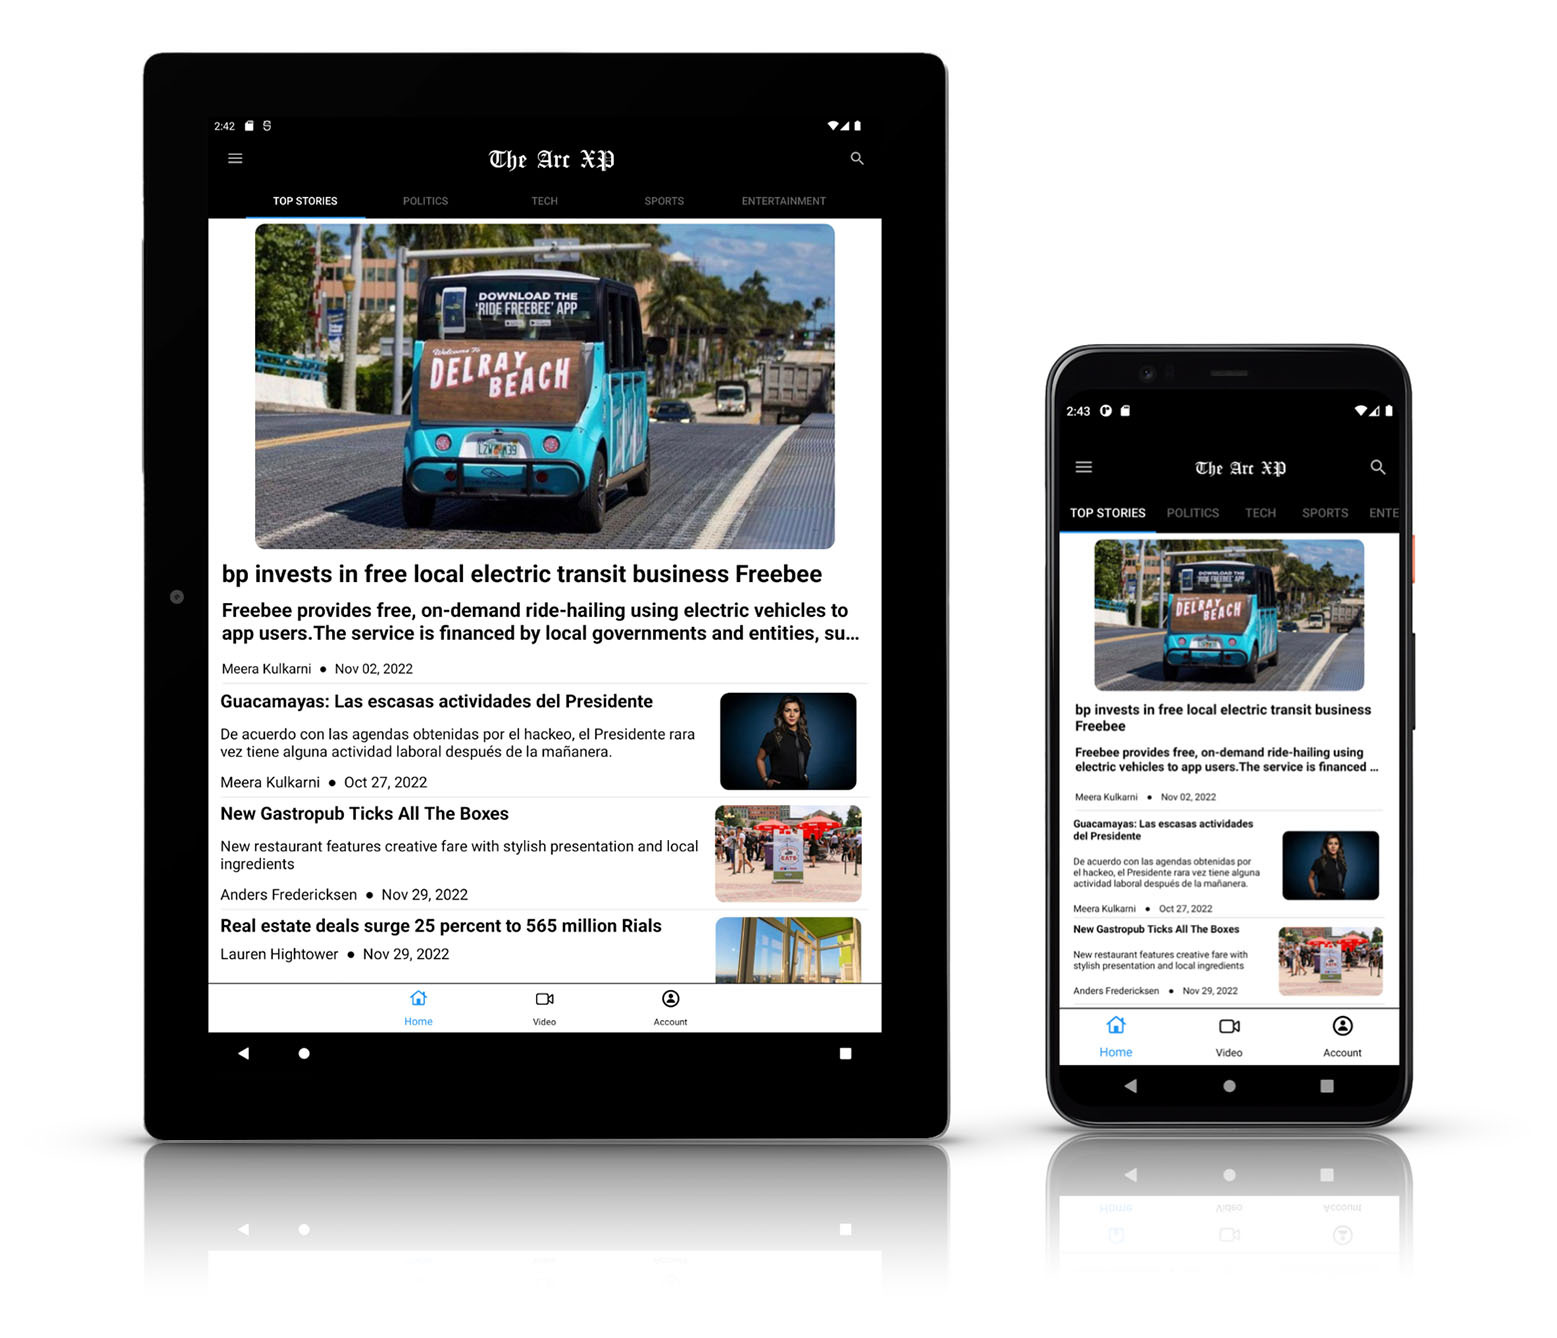 2:42
The Arc XP
TOP STORIES POLITICS TECH SPORTS ENTERTAINMENT
DOWNLOAD THE
'RIDE FREEBEE' APP
Welcome To
DELRAY
BEACH
bp invests in free local electric transit business Freebee
Freebee provides free, on-demand ride-hailing using electric vehicles to
app users.The service is financed by local governments and entities, su...
Meera Kulkarni ● Nov 02, 2022
Guacamayas: Las escasas actividades del Presidente
De acuerdo con las agendas obtenidas por el hackeo, el Presidente rara
vez tiene alguna actividad laboral después de la mañanera.
Meera Kulkarni ● Oct 27, 2022
New Gastropub Ticks All The Boxes
New restaurant features creative fare with stylish presentation and local
ingredients
EATS
Anders Fredericksen ● Nov 29, 2022
Real estate deals surge 25 percent to 565 million Rials
Lauren Hightower ● Nov 29, 2022
Home Video Account
2:43
The Arc XP
TOP STORIES POLITICS TECH SPORTS ENTE
DOWNLOAD THE
'RIDE FREEBEE' APP
DELRAY
BEACH
bp invests in free local electric transit business
Freebee
Freebee provides free, on-demand ride-hailing using
electric vehicles to app users.The service is financed ...
Meera Kulkarni ● Nov 02, 2022
Guacamayas: Las escasas actividades
del Presidente
De acuerdo con las agendas obtenidas por
el hackeo, el Presidente rara vez tiene alguna
actividad laboral después de la mañanera.
Meera Kulkarni ● Oct 27, 2022
New Gastropub Ticks All The Boxes
New restaurant features creative fare with
stylish presentation and local ingredients
Anders Fredericksen ● Nov 29, 2022
Home Video Account